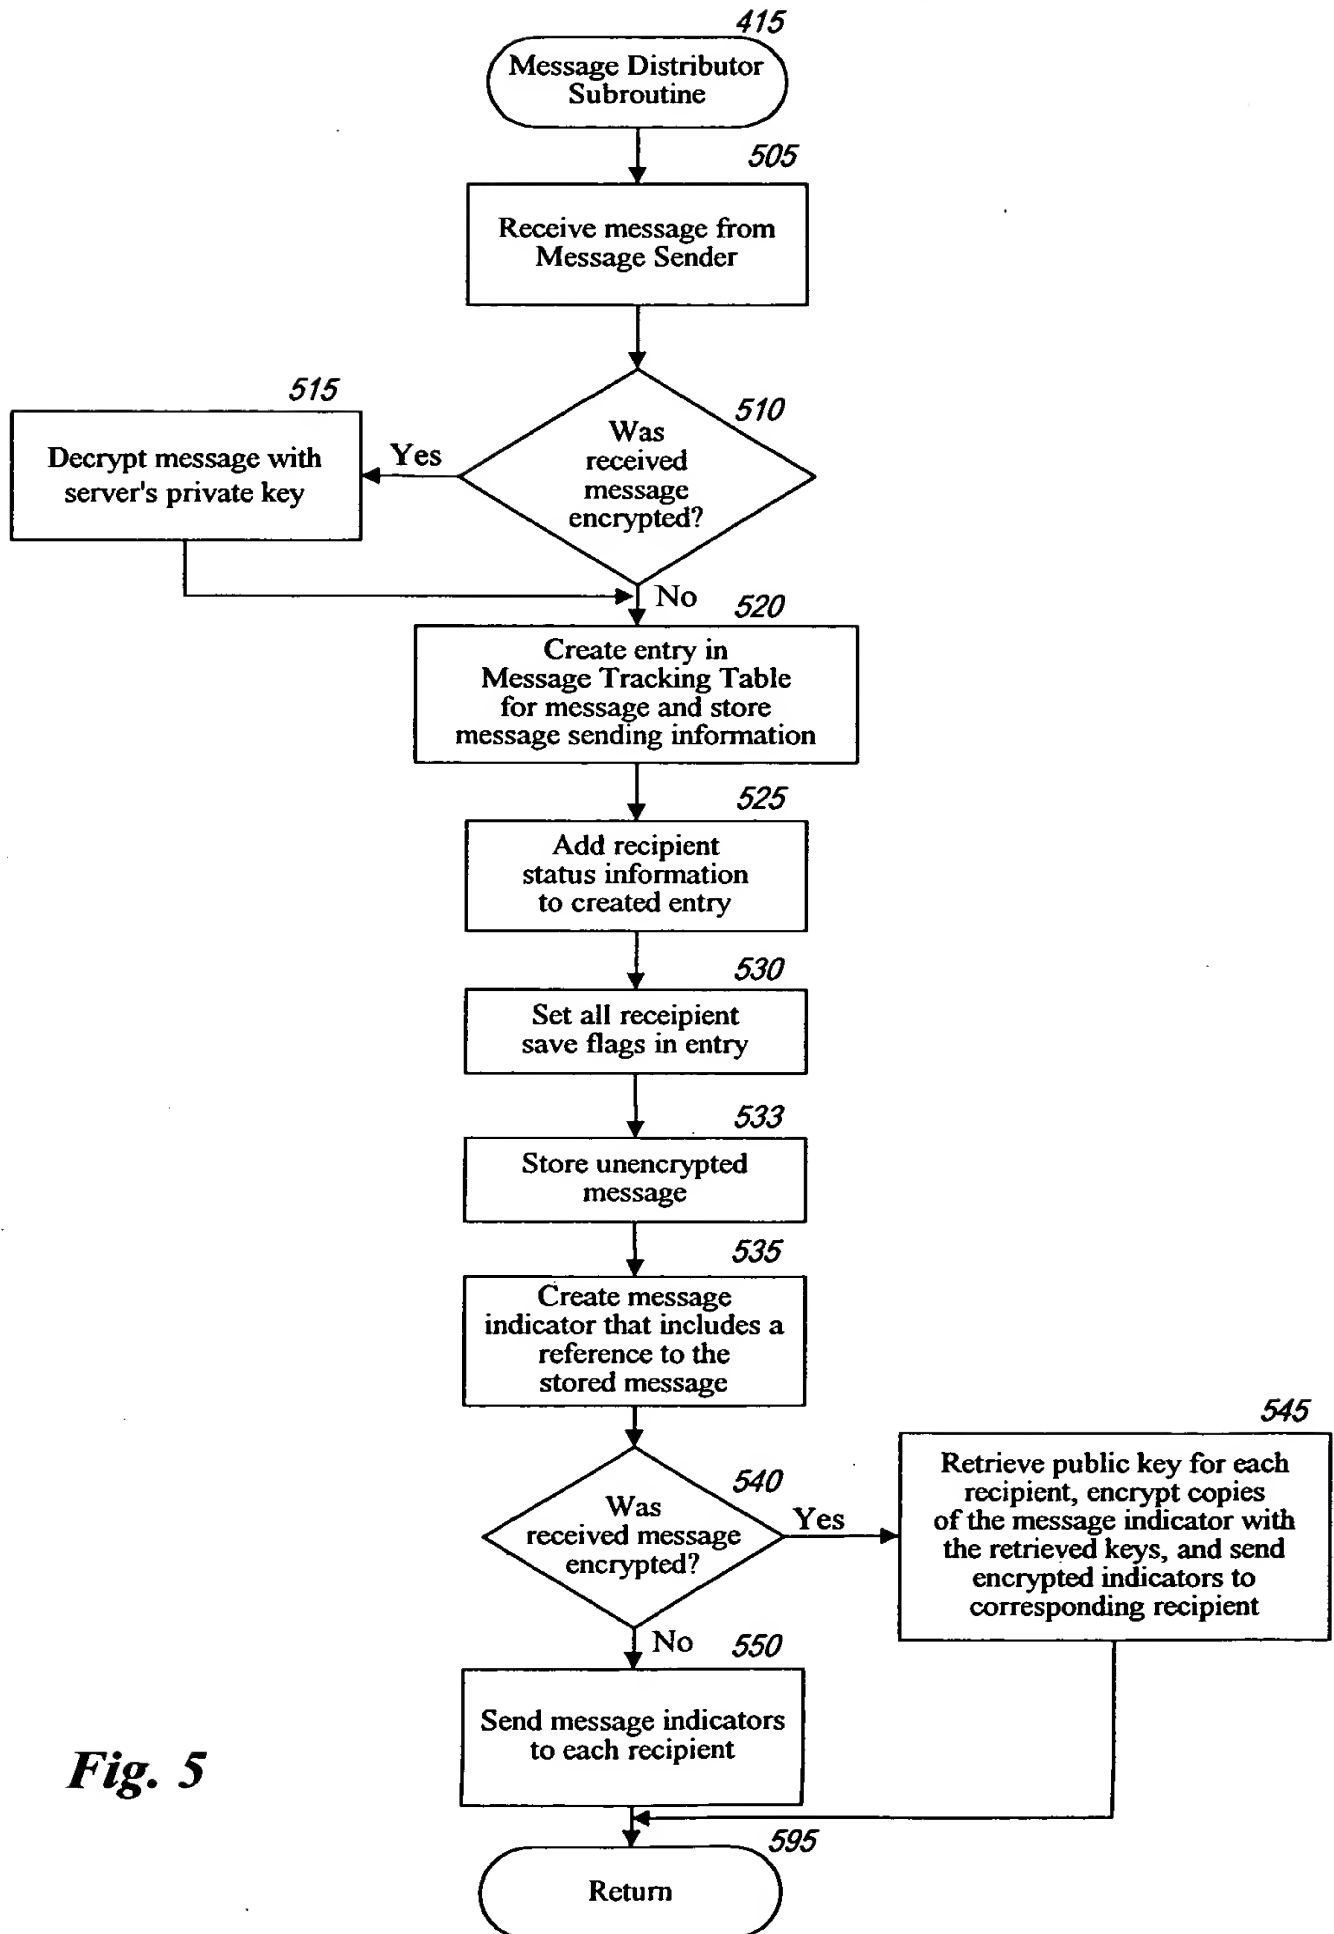 415
Message Distributor
Subroutine
505
Receive message from
Message Sender
510
Was
received
message
encrypted?
Yes
515
Decrypt message with
server's private key
No
520
Create entry in
Message Tracking Table
for message and store
message sending information
525
Add recipient
status information
to created entry
530
Set all receipient
save flags in entry
533
Store unencrypted
message
535
Create message
indicator that includes a
reference to the
stored message
540
Was
received message
encrypted?
Yes
545
Retrieve public key for each
recipient, encrypt copies
of the message indicator with
the retrieved keys, and send
encrypted indicators to
corresponding recipient
No
550
Send message indicators
to each recipient
595
Return
Fig. 5